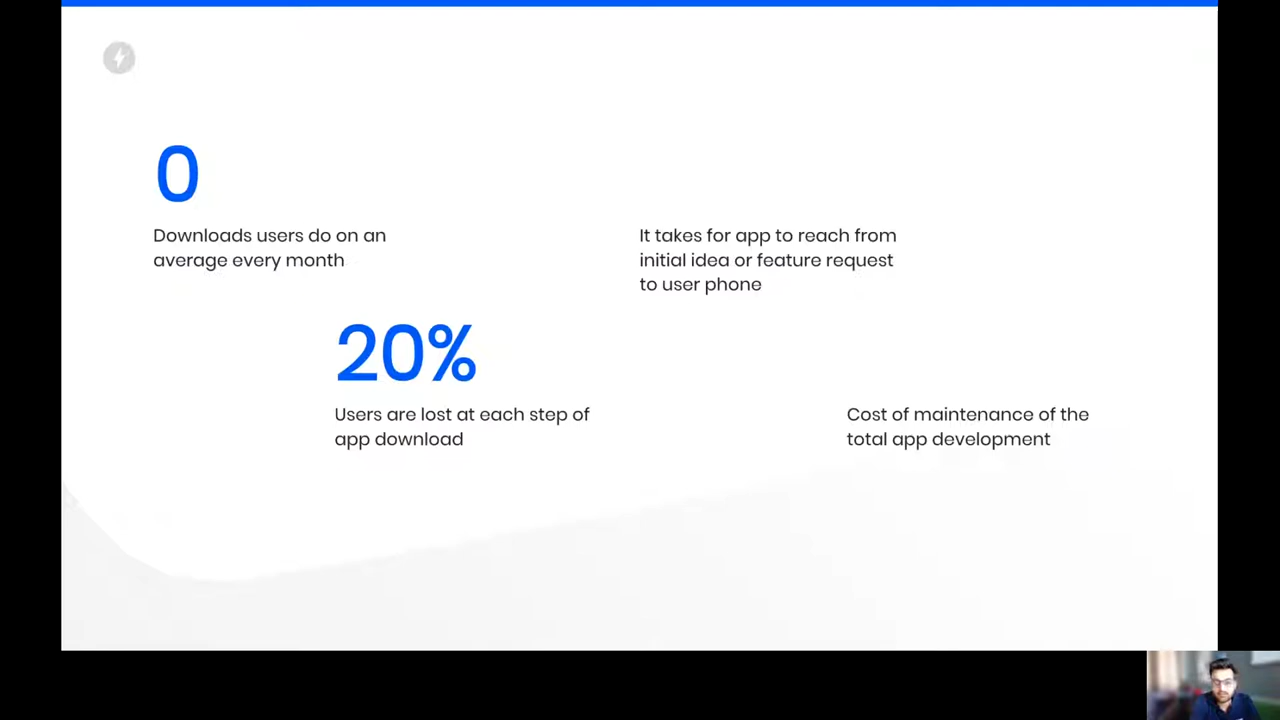 0
Downloads users do on an
average every month
It takes for app to reach from
initial idea or feature request
to user phone
20%
Users are lost at each step of
app download
Cost of maintenance of the
total app development